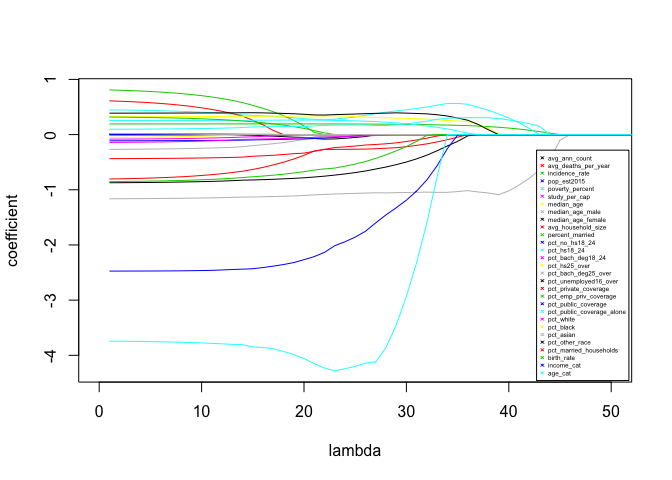 1
0
-1
-2
-3
-4
coefficient
avg_ann_count
avg_deaths_per_year
incidence_rate
pop_est2015
poverty_percent
study_per_cap
median_age
median_age_male
median_age_female
avg_household_size
percent_married
pct_no_hs18_24
pct_hs18_24
pct_bach_deg18_24
pct_hs25_over
pct_bach_deg25_over
pct_unemployed16_over
pct_private_coverage
pct_emp_priv_coverage
pct_public_coverage
pct_public_coverage_alone
pct_white
pct_black
pct_asian
pct_other_race
pct_married_households
birth_rate
income_cat
age_cat
0 10 20 30 40 50
lambda